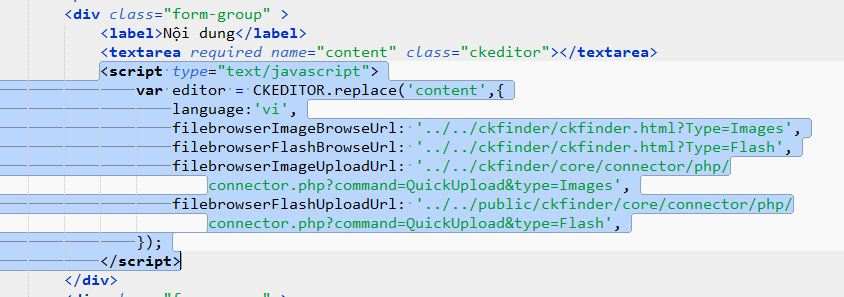 <div class="form-group" >
<label>Nội dung</label>
<textarea required name="content" class="ckeditor"></textarea>
<script type="text/javascript">
var editor = CKEDITOR.replace('content',{
language:'vi',
filebrowserImageBrowseUrl: '../../ckfinder/ckfinder.html?Type=Images',
filebrowserFlashBrowseUrl: '../../ckfinder/ckfinder.html?Type=Flash',
filebrowserImageUploadUrl: '../../ckfinder/core/connector/php/
connector.php?command=QuickUpload&type=Images',
filebrowserFlashUploadUrl: '../../public/ckfinder/core/connector/php/
connector.php?command=QuickUpload&type=Flash',
});
</script>
</div>